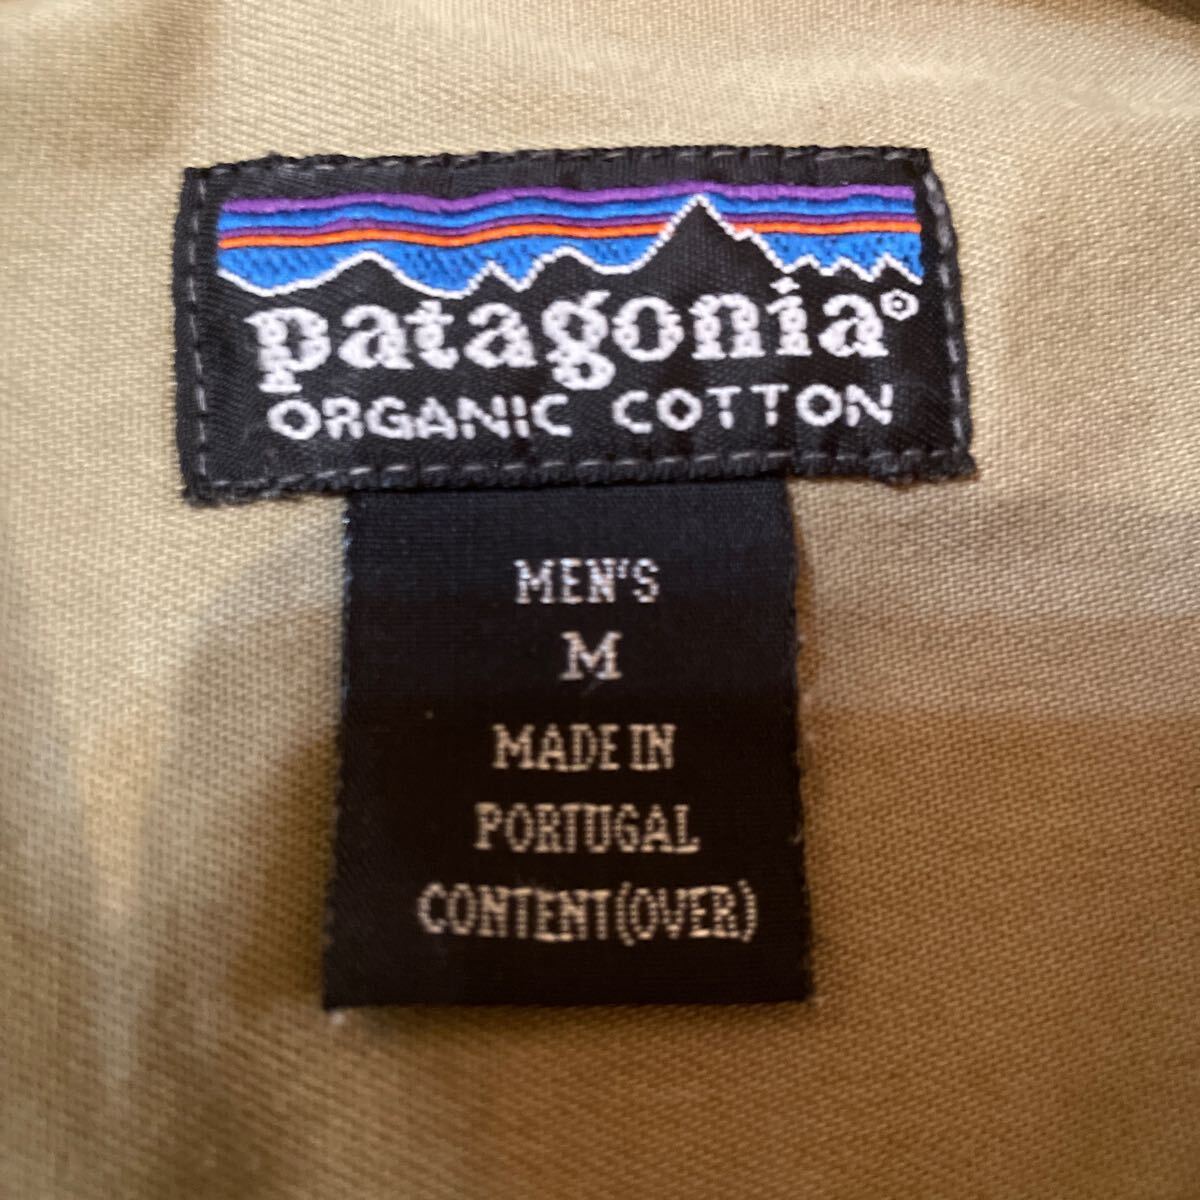 patagonia®
ORGANIC COTTON
MEN'S
M
MADE IN
PORTUGAL
CONTENT(OVER)